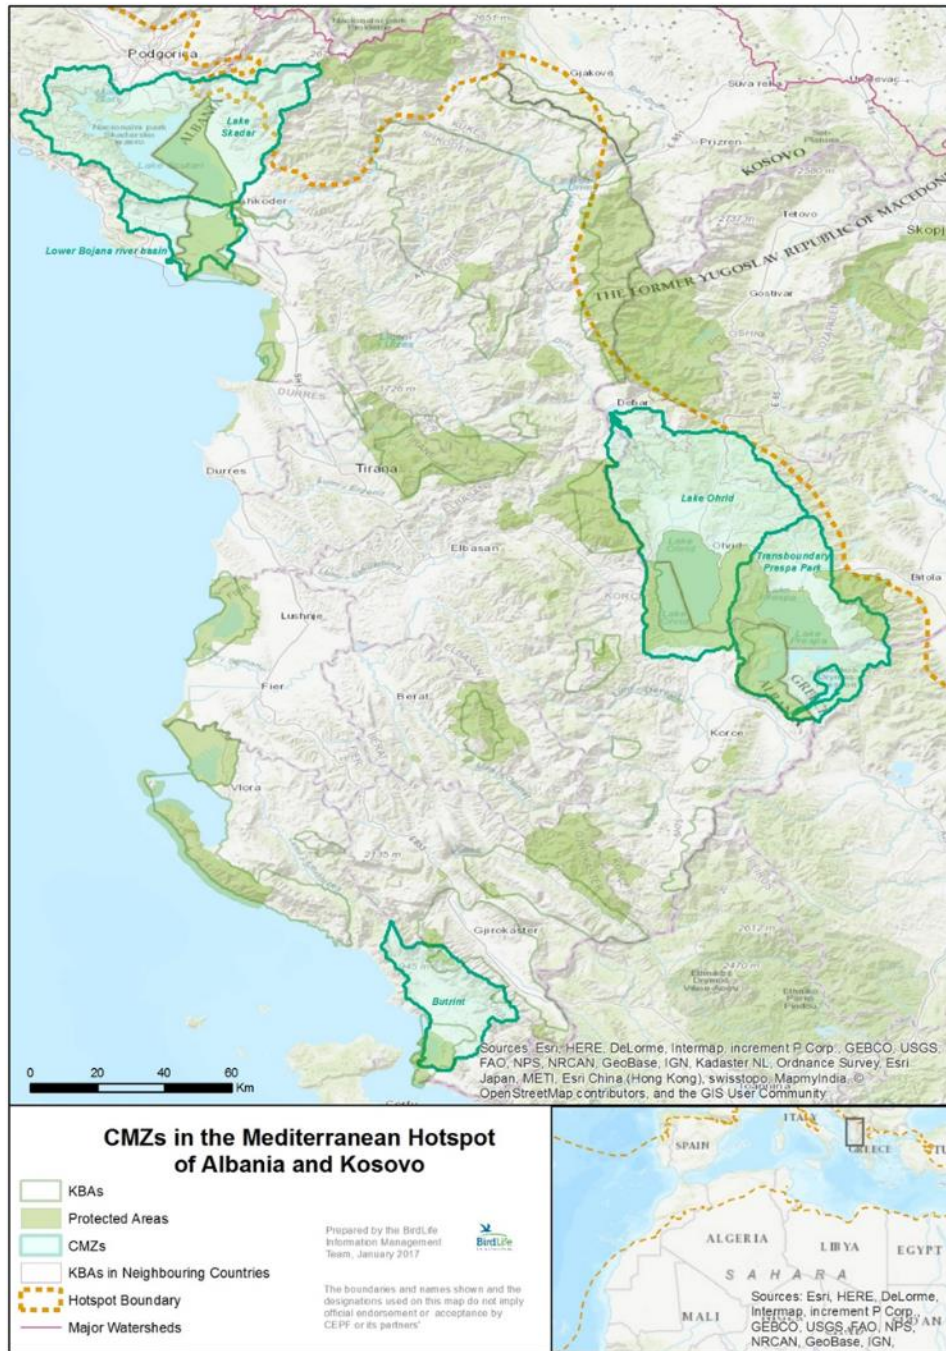 Podgorica
Gjakove
Suva reka
Prizren
KOSOVO
Tetovo
Skopj
THE FORMER YUGOSLAV REPUBLIC OF MACEDON
Gostivar
ALBANI
Lake
Skadar
Lower Bojana river basin
DURRES
Debar
Tirana
Durres
Lake Ohrid
Elbasan
Ohrid
Transboundary
Prespa Park
Bitola
Lushnje
Fier
Berat
Korce
Vlora
Gjirokaster
Butrint
Sources: Esri, HERE, DeLorme, Intermap, increment P Corp., GEBCO, USGS,
FAO, NPS, NRCAN, GeoBase, IGN, Kadaster NL, Ordnance Survey, Esri
Japan, METI, Esri China (Hong Kong), swisstopo, MapmyIndia, ©
OpenStreetMap contributors, and the GIS User Community
0 20 40 60
Km
CMZs in the Mediterranean Hotspot
of Albania and Kosovo
KBAs
Protected Areas
CMZs
KBAs in Neighbouring Countries
Hotspot Boundary
Major Watersheds
Prepared by the BirdLife
Information Management
Team, January 2017
BirdLife
The boundaries and names shown and the
designations used on this map do not imply
official endorsement or acceptance by
CEPF or its partners'
ITALY
SPAIN
GREECE
TU
ALGERIA
LIBYA
EGYPT
SAHARA
MALI
Sources: Esri, HERE, DeLorme,
Intermap, increment P Corp.,
GEBCO, USGS, FAO, NPS,
NRCAN, GeoBase, IGN,